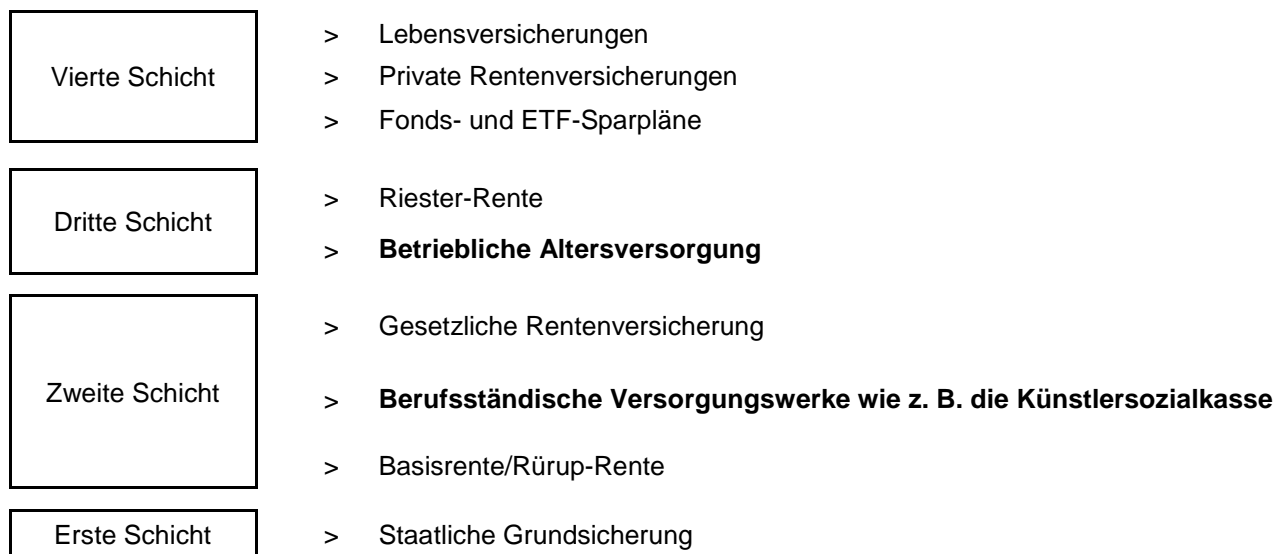 Vierte Schicht
> Lebensversicherungen
> Private Rentenversicherungen
> Fonds- und ETF-Sparpläne
Dritte Schicht
> Riester-Rente
> Betriebliche Altersversorgung
Zweite Schicht
> Gesetzliche Rentenversicherung
> Berufsständische Versorgungswerke wie z. B. die Künstlersozialkasse
> Basisrente/Rürup-Rente
Erste Schicht
> Staatliche Grundsicherung